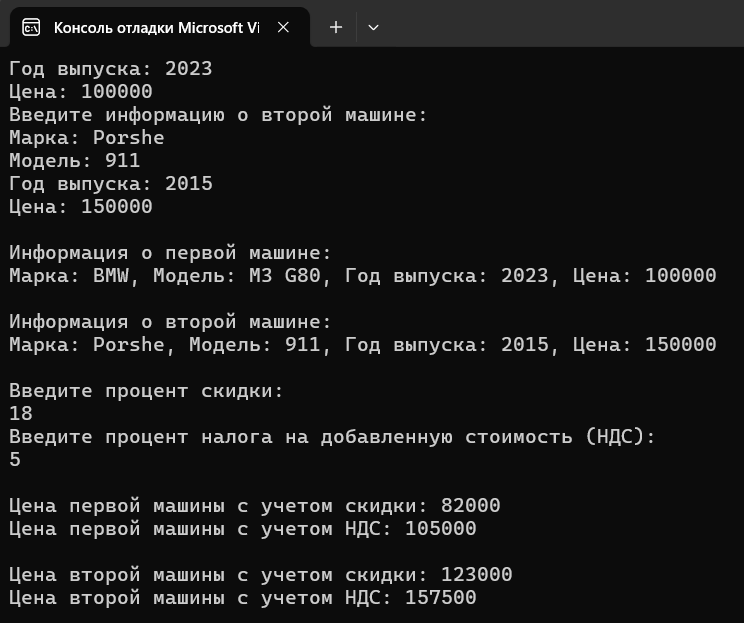 Консоль отладки Microsoft Vi
Год выпуска: 2023
Цена: 100000
Введите информацию о второй машине:
Марка: Porshe
Модель: 911
Год выпуска: 2015
Цена: 150000
Информация о первой машине:
Марка: BMW, Модель: M3 G80, Год выпуска: 2023, Цена: 100000
Информация о второй машине:
Марка: Porshe, Модель: 911, Год выпуска: 2015, Цена: 150000
Введите процент скидки:
18
Введите процент налога на добавленную стоимость (НДС):
5
Цена первой машины с учетом скидки: 82000
Цена первой машины с учетом НДС: 105000
Цена второй машины с учетом скидки: 123000
Цена второй машины с учетом НДС: 157500